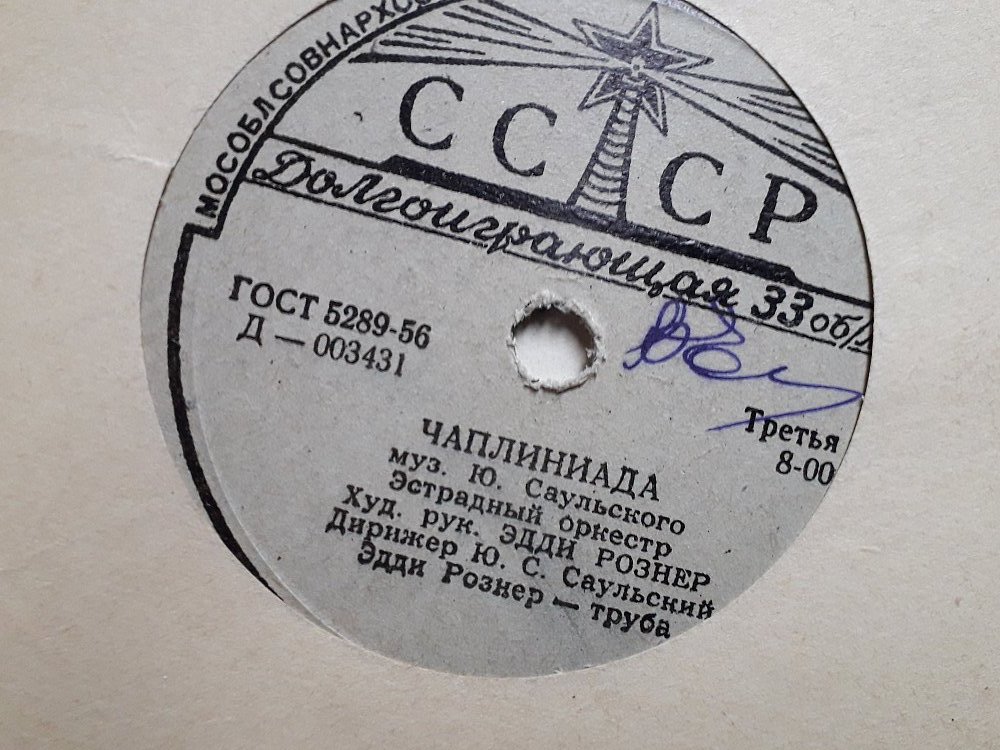 МОСОБЛСОВНАРХО
СССР
Долгоиграющая 33 об/
ГОСТ 5289-56
Д — 003431
Третья
8-00
ЧАПЛИНИАДА
муз. Ю. Саульского
Эстрадный оркестр
Худ. рук. ЭДДИ РОЗНЕР
Дирижер Ю. С. Саульский
Эдди Рознер — труба